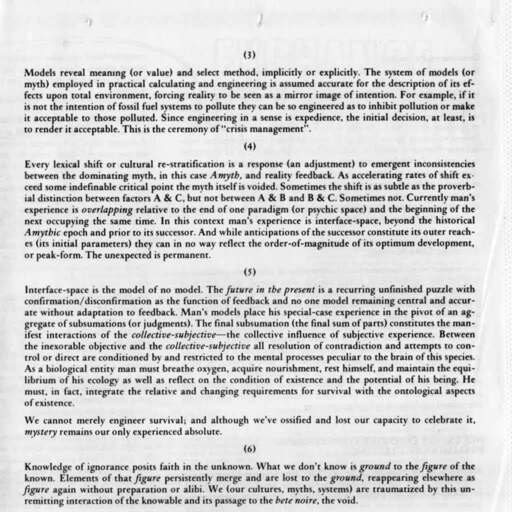 (3)
Models reveal meaning (or value) and select method, implicitly or explicitly. The system of models (or
myth) employed in practical calculating and engineering is assumed accurate for the description of its ef-
fects upon total environment, forcing reality to be seen as a mirror image of intention. For example, if it
is not the intention of fossil fuel systems to pollute they can be so engineered as to inhibit pollution or make
it acceptable to those polluted. Since engineering in a sense is expedience, the initial decision, at least, is
to render it acceptable. This is the ceremony of “crisis management”.
(4)
Every lexical shift or cultural re-stratification is a response (an adjustment) to emergent inconsistencies
between the dominating myth, in this case Amyth, and reality feedback. As accelerating rates of shift ex-
ceed some indefinable critical point the myth itself is voided. Sometimes the shift is as subtle as the proverb-
ial distinction between factors A & C, but not between A & B and B & C. Sometimes not. Currently man's
experience is overlapping relative to the end of one paradigm (or psychic space) and the beginning of the
next occupying the same time. In this context man's experience is interface-space, beyond the historical
Amythic epoch and prior to its successor. And while anticipations of the successor constitute its outer reach-
es (its initial parameters) they can in no way reflect the order-of-magnitude of its optimum development,
or peak-form. The unexpected is permanent.
(5)
Interface-space is the model of no model. The future in the present is a recurring unfinished puzzle with
confirmation/disconfirmation as the function of feedback and no one model remaining central and accur-
ate without adaptation to feedback. Man's models place his special-case experience in the pivot of an ag-
gregate of subsumations (or judgments). The final subsumation (the final sum of parts) constitutes the man-
ifest interactions of the collective-subjective—the collective influence of subjective experience. Between
the inexorable objective and the collective-subjective all resolution of contradiction and attempts to con-
trol or direct are conditioned by and restricted to the mental processes peculiar to the brain of this species.
As a biological entity man must breathe oxygen, acquire nourishment, rest himself, and maintain the equi-
librium of his ecology as well as reflect on the condition of existence and the potential of his being. He
must, in fact, integrate the relative and changing requirements for survival with the ontological aspects
of existence.
We cannot merely engineer survival; and although we've ossified and lost our capacity to celebrate it,
mystery remains our only experienced absolute.
(6)
Knowledge of ignorance posits faith in the unknown. What we don't know is ground to the figure of the
known. Elements of that figure persistently merge and are lost to the ground, reappearing elsewhere as
figure again without preparation or alibi. We (our cultures, myths, systems) are traumatized by this un-
remitting interaction of the knowable and its passage to the bete noire, the void.